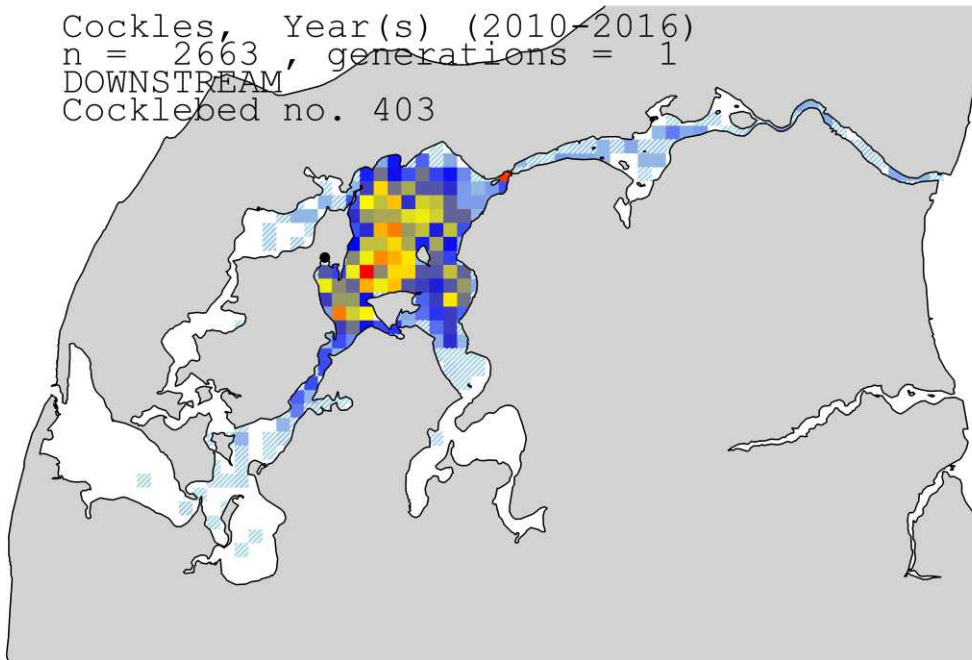 Cockles, Year(s) (2010-2016)
n = 2663 , generations = 1
DOWNSTREAM
Cocklebed no. 403